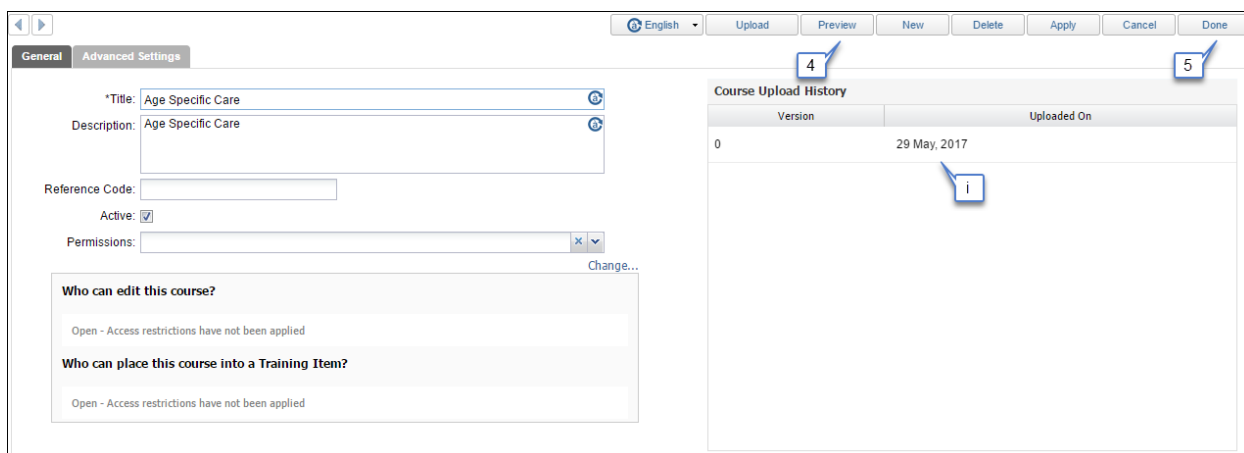 English Upload Preview New Delete Apply Cancel Done
General Advanced Settings
4
5
*Title: Age Specific Care
Description: Age Specific Care
Reference Code:
Active:
Permissions:
Change...
Who can edit this course?
Open - Access restrictions have not been applied
Who can place this course into a Training Item?
Open - Access restrictions have not been applied
Course Upload History
Version Uploaded On
0 29 May, 2017
i